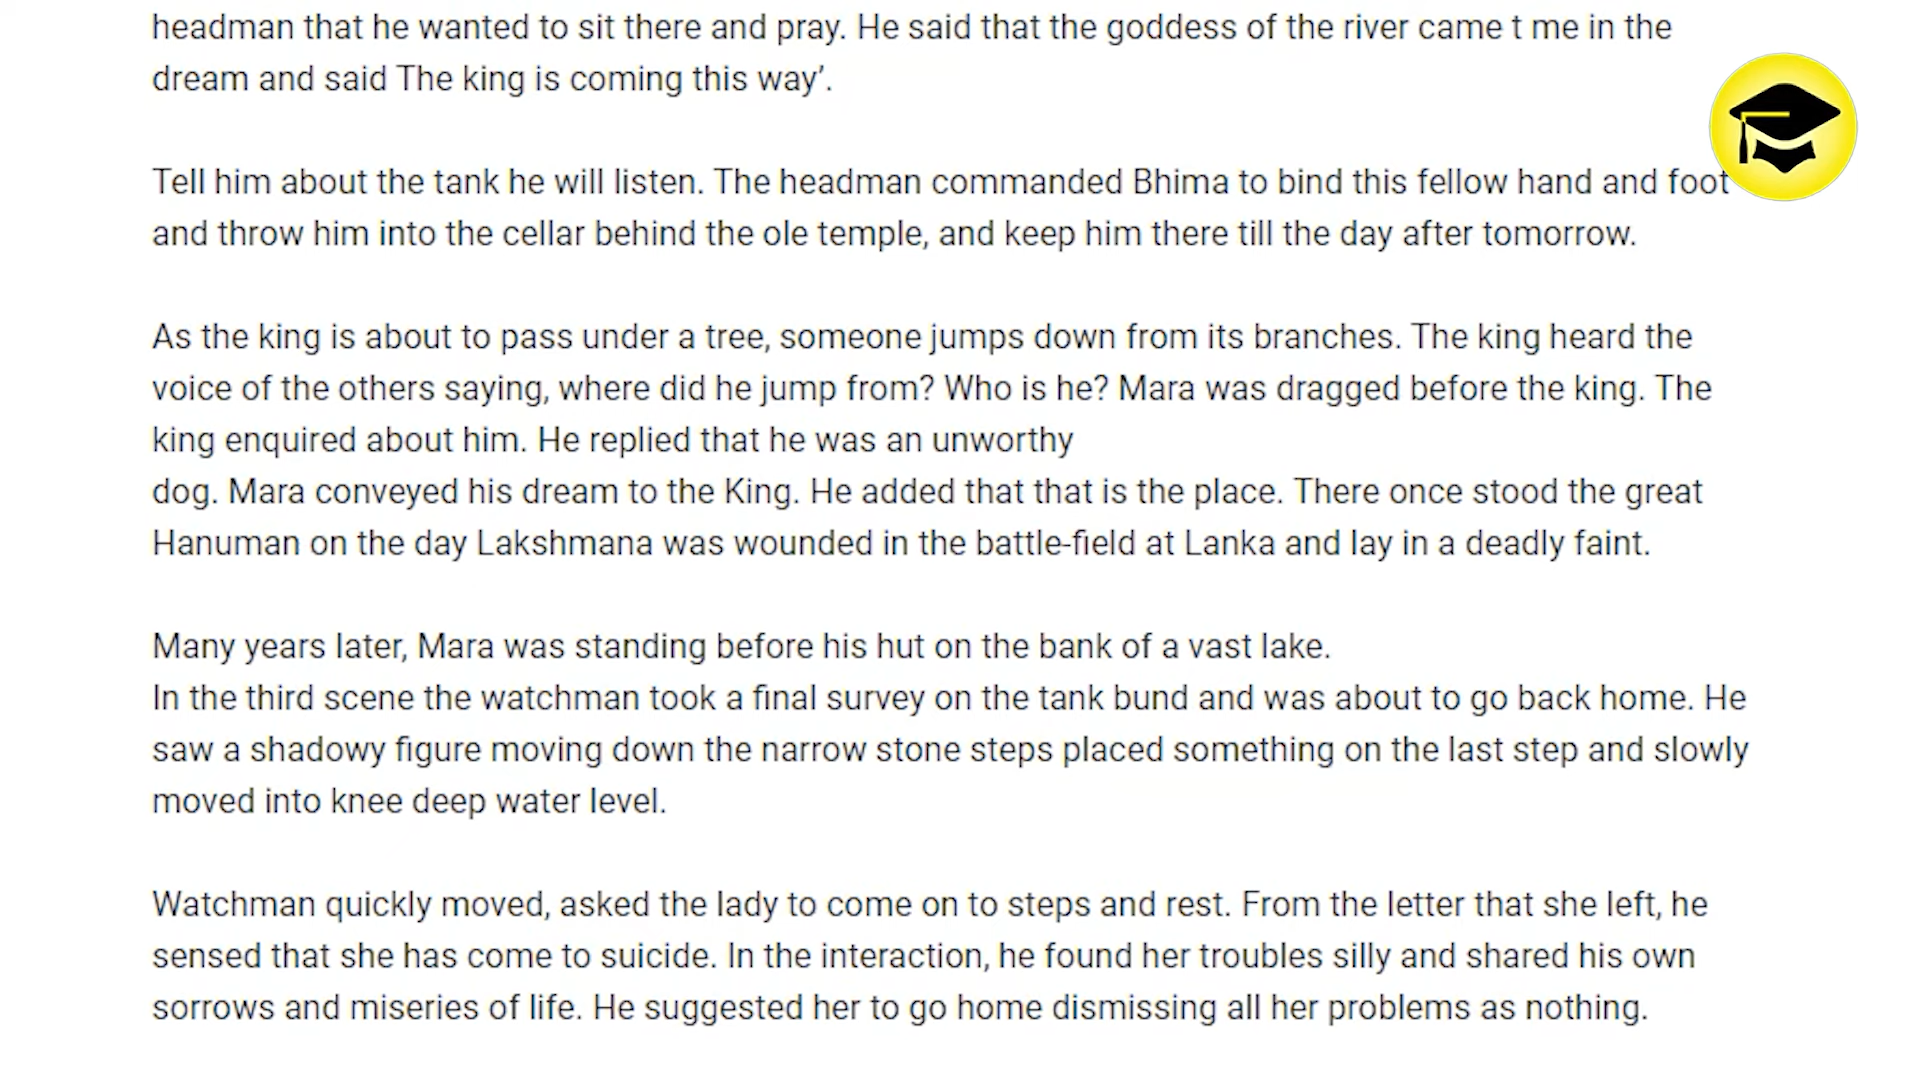 headman that he wanted to sit there and pray. He said that the goddess of the river came t me in the
dream and said The king is coming this way’.
Tell him about the tank he will listen. The headman commanded Bhima to bind this fellow hand and foot
and throw him into the cellar behind the ole temple, and keep him there till the day after tomorrow.
As the king is about to pass under a tree, someone jumps down from its branches. The king heard the
voice of the others saying, where did he jump from? Who is he? Mara was dragged before the king. The
king enquired about him. He replied that he was an unworthy
dog. Mara conveyed his dream to the King. He added that that is the place. There once stood the great
Hanuman on the day Lakshmana was wounded in the battle-field at Lanka and lay in a deadly faint.
Many years later, Mara was standing before his hut on the bank of a vast lake.
In the third scene the watchman took a final survey on the tank bund and was about to go back home. He
saw a shadowy figure moving down the narrow stone steps placed something on the last step and slowly
moved into knee deep water level.
Watchman quickly moved, asked the lady to come on to steps and rest. From the letter that she left, he
sensed that she has come to suicide. In the interaction, he found her troubles silly and shared his own
sorrows and miseries of life. He suggested her to go home dismissing all her problems as nothing.